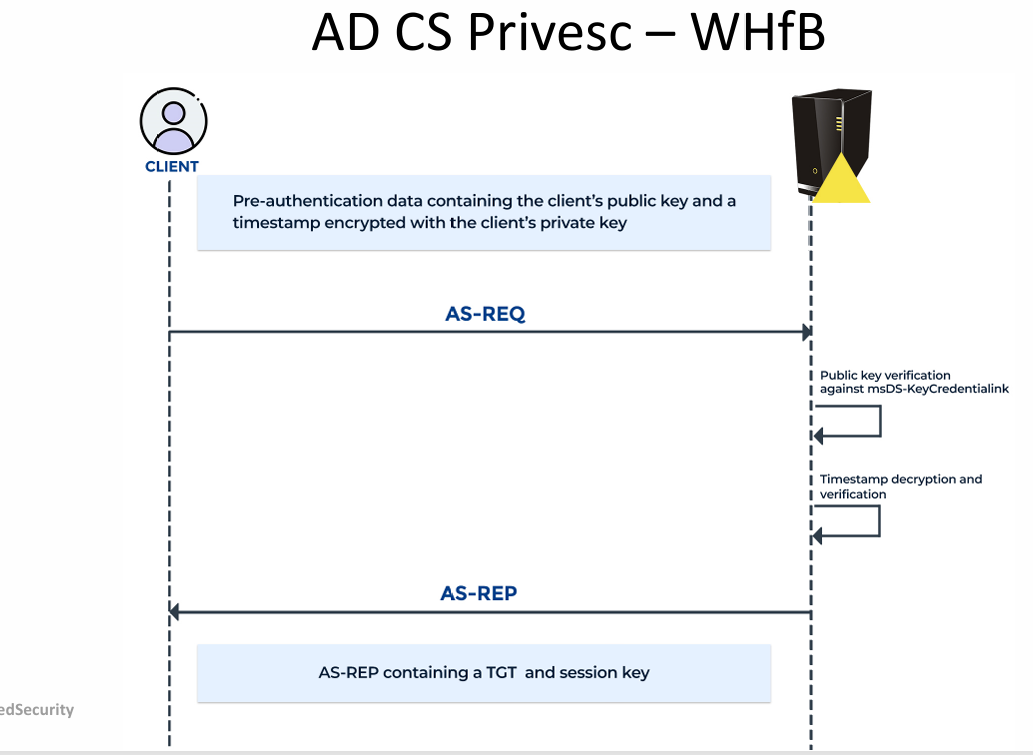 AD CS Privesc – WHfB
CLIENT
Pre-authentication data containing the client's public key and a
timestamp encrypted with the client's private key
AS-REQ
Public key verification
against msDS-KeyCredentialink
Timestamp decryption and
verification
AS-REP
AS-REP containing a TGT and session key
edSecurity